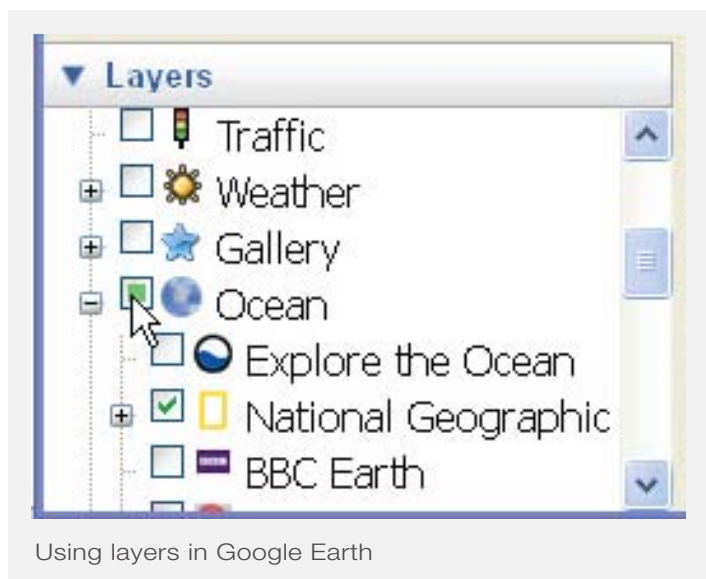 Layers
Traffic
Weather
Gallery
Ocean
Explore the Ocean
National Geographic
BBC Earth
Using layers in Google Earth